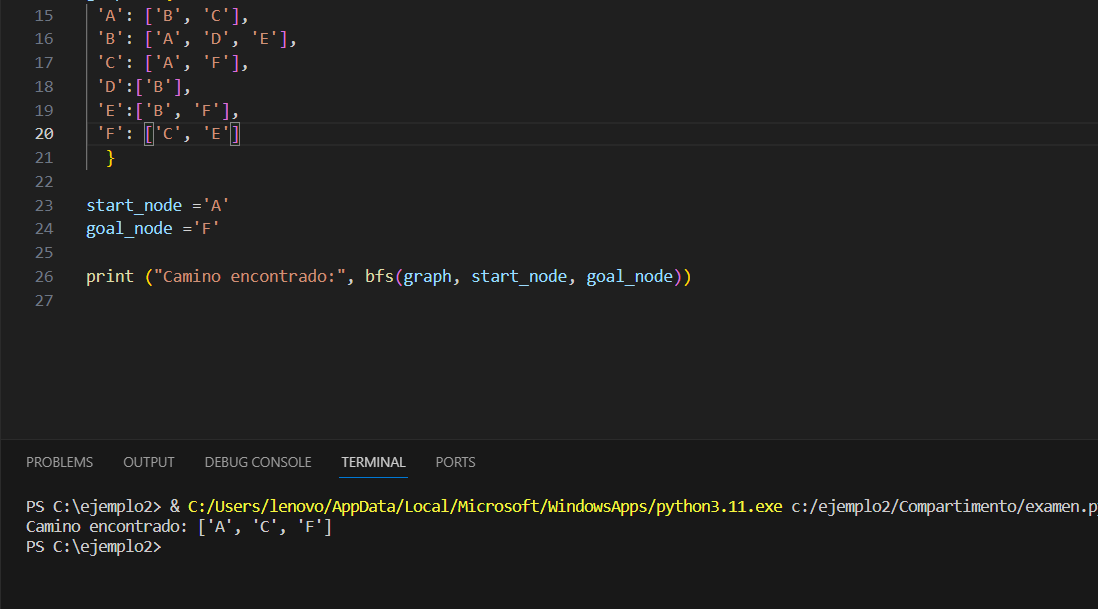 15 'A': ['B', 'C'],
16 'B': ['A', 'D', 'E'],
17 'C': ['A', 'F'],
18 'D':['B'],
19 'E':['B', 'F'],
20 'F': ['C', 'E']
21 }
22
23 start_node ='A'
24 goal_node ='F'
25
26 print ("Camino encontrado:", bfs(graph, start_node, goal_node))
27
PROBLEMS OUTPUT DEBUG CONSOLE TERMINAL PORTS
PS C:\ejemplo2> & C:/Users/lenovo/AppData/Local/Microsoft/WindowsApps/python3.11.exe c:/ejemplo2/Compartimento/examen.p
Camino encontrado: ['A', 'C', 'F']
PS C:\ejemplo2>